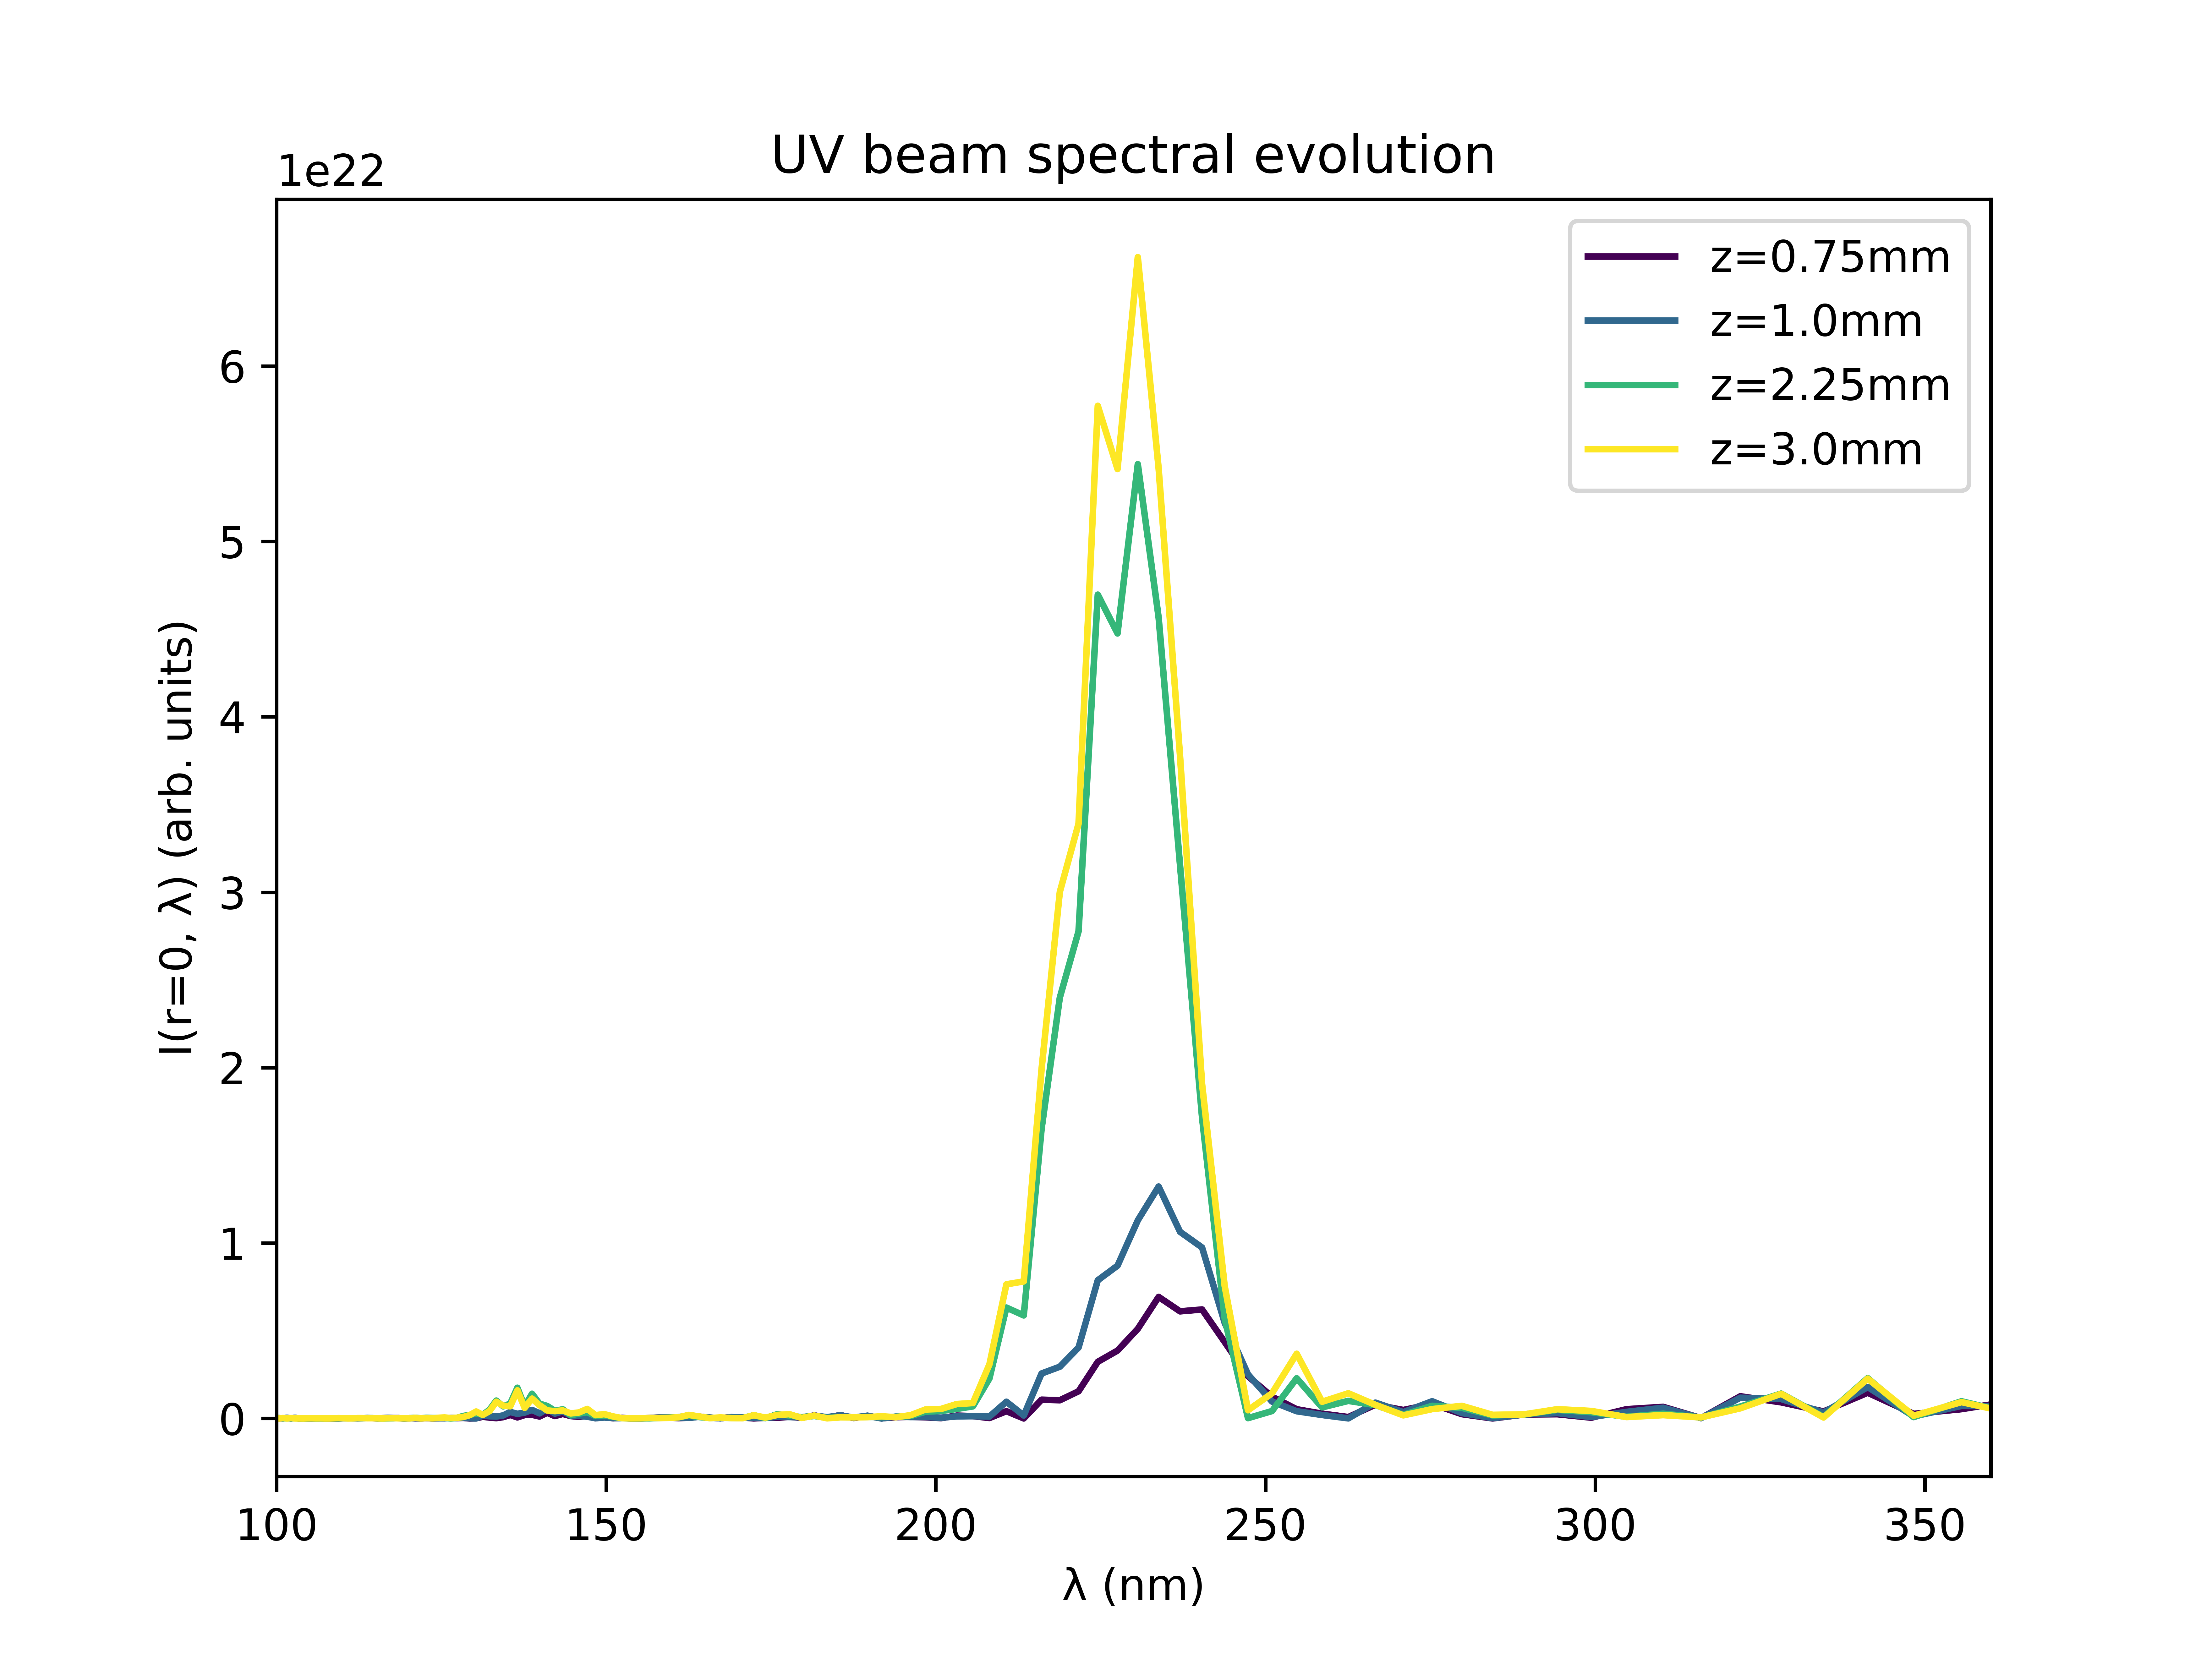 UV beam spectral evolution
1e22
z=0.75mm
z=1.0mm
z=2.25mm
z=3.0mm
6
5
4
3
2
1
0
I(r=0, λ) (arb. units)
100 150 200 250 300 350
λ (nm)